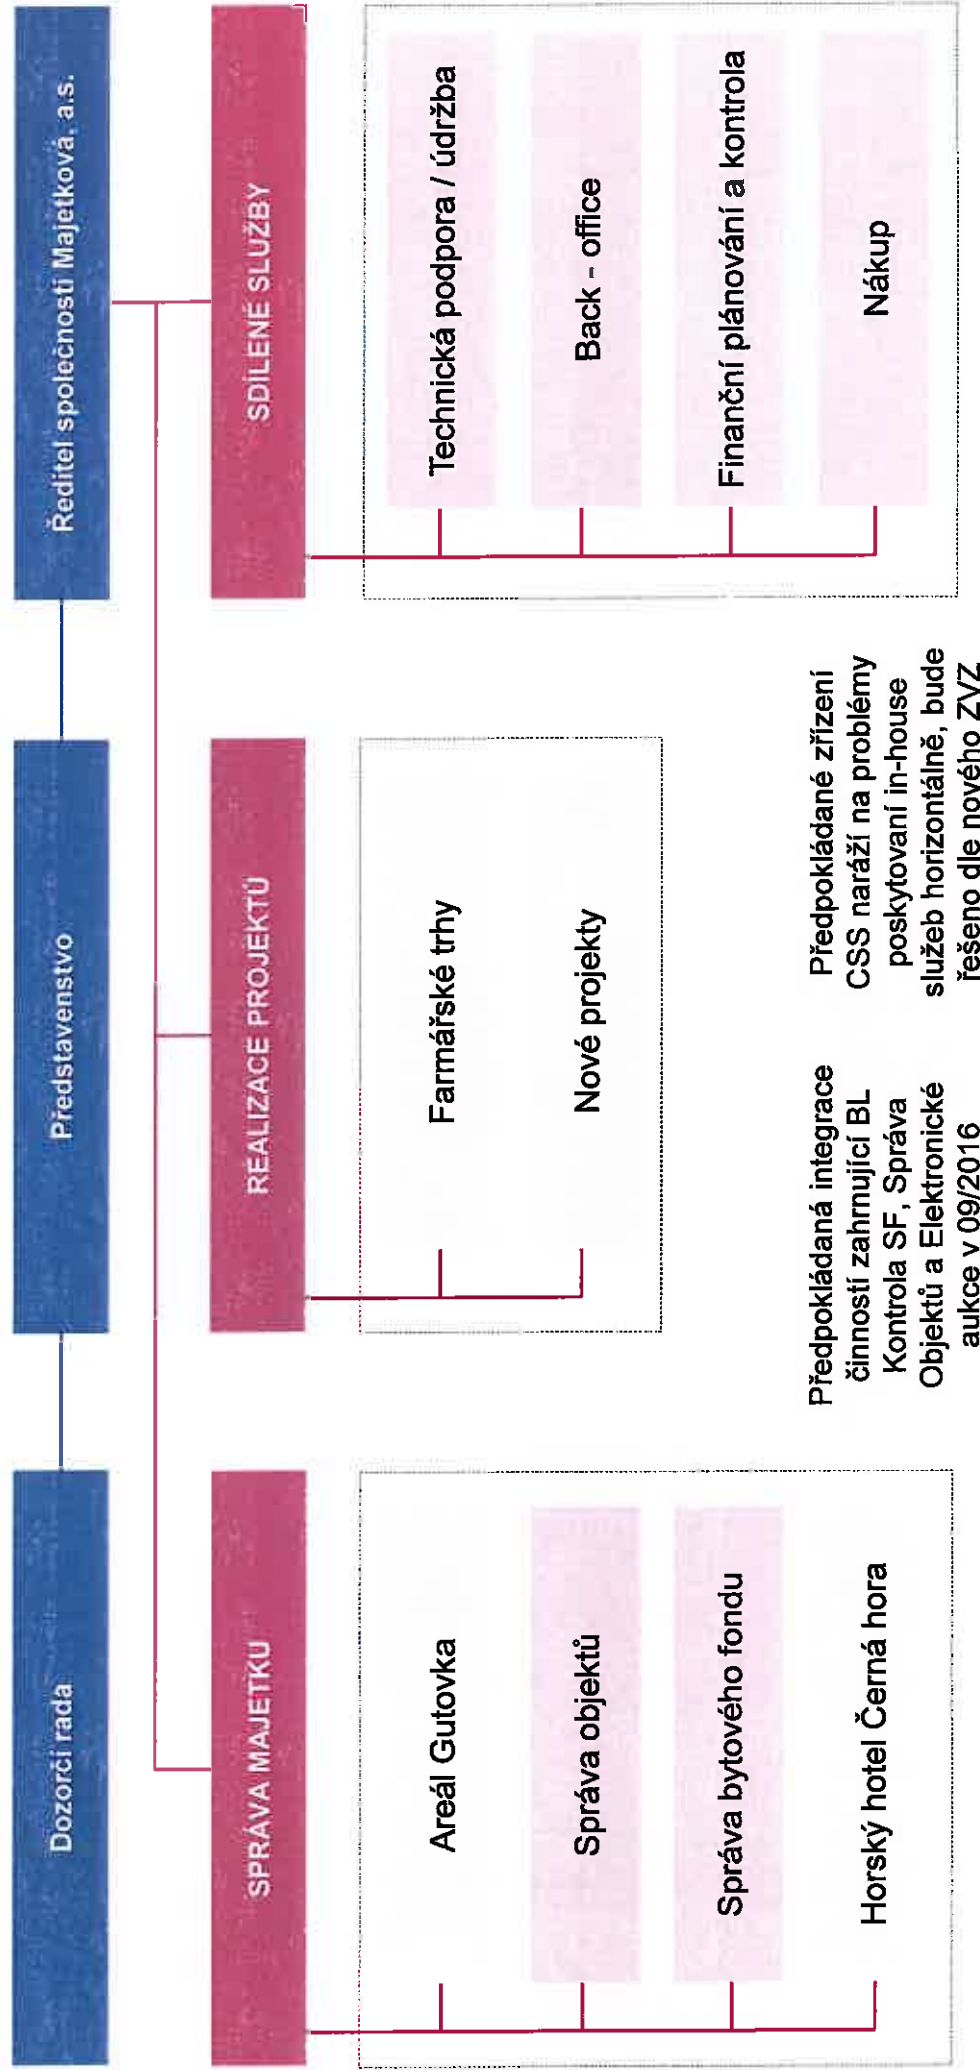 Dozorčí rada
Představenstvo
Ředitel společnosti Majetková, a.s.
SPRÁVA MAJETKU
REALIZACE PROJEKTŮ
SDÍLENÉ SLUŽBY
Areál Gutovka
Správa objektů
Správa bytového fondu
Horský hotel Černá hora
Farmářské trhy
Nové projekty
Technická podpora / údržba
Back - office
Finanční plánování a kontrola
Nákup
Předpokládaná integrace
činností zahrnující BL
Kontrola SF, Správa
Objektů a Elektronické
aukce v 09/2016
Předpokládané zřízení
CSS naráží na problémy
poskytovaní in-house
služeb horizontálně, bude
řešeno dle nového ZVZ